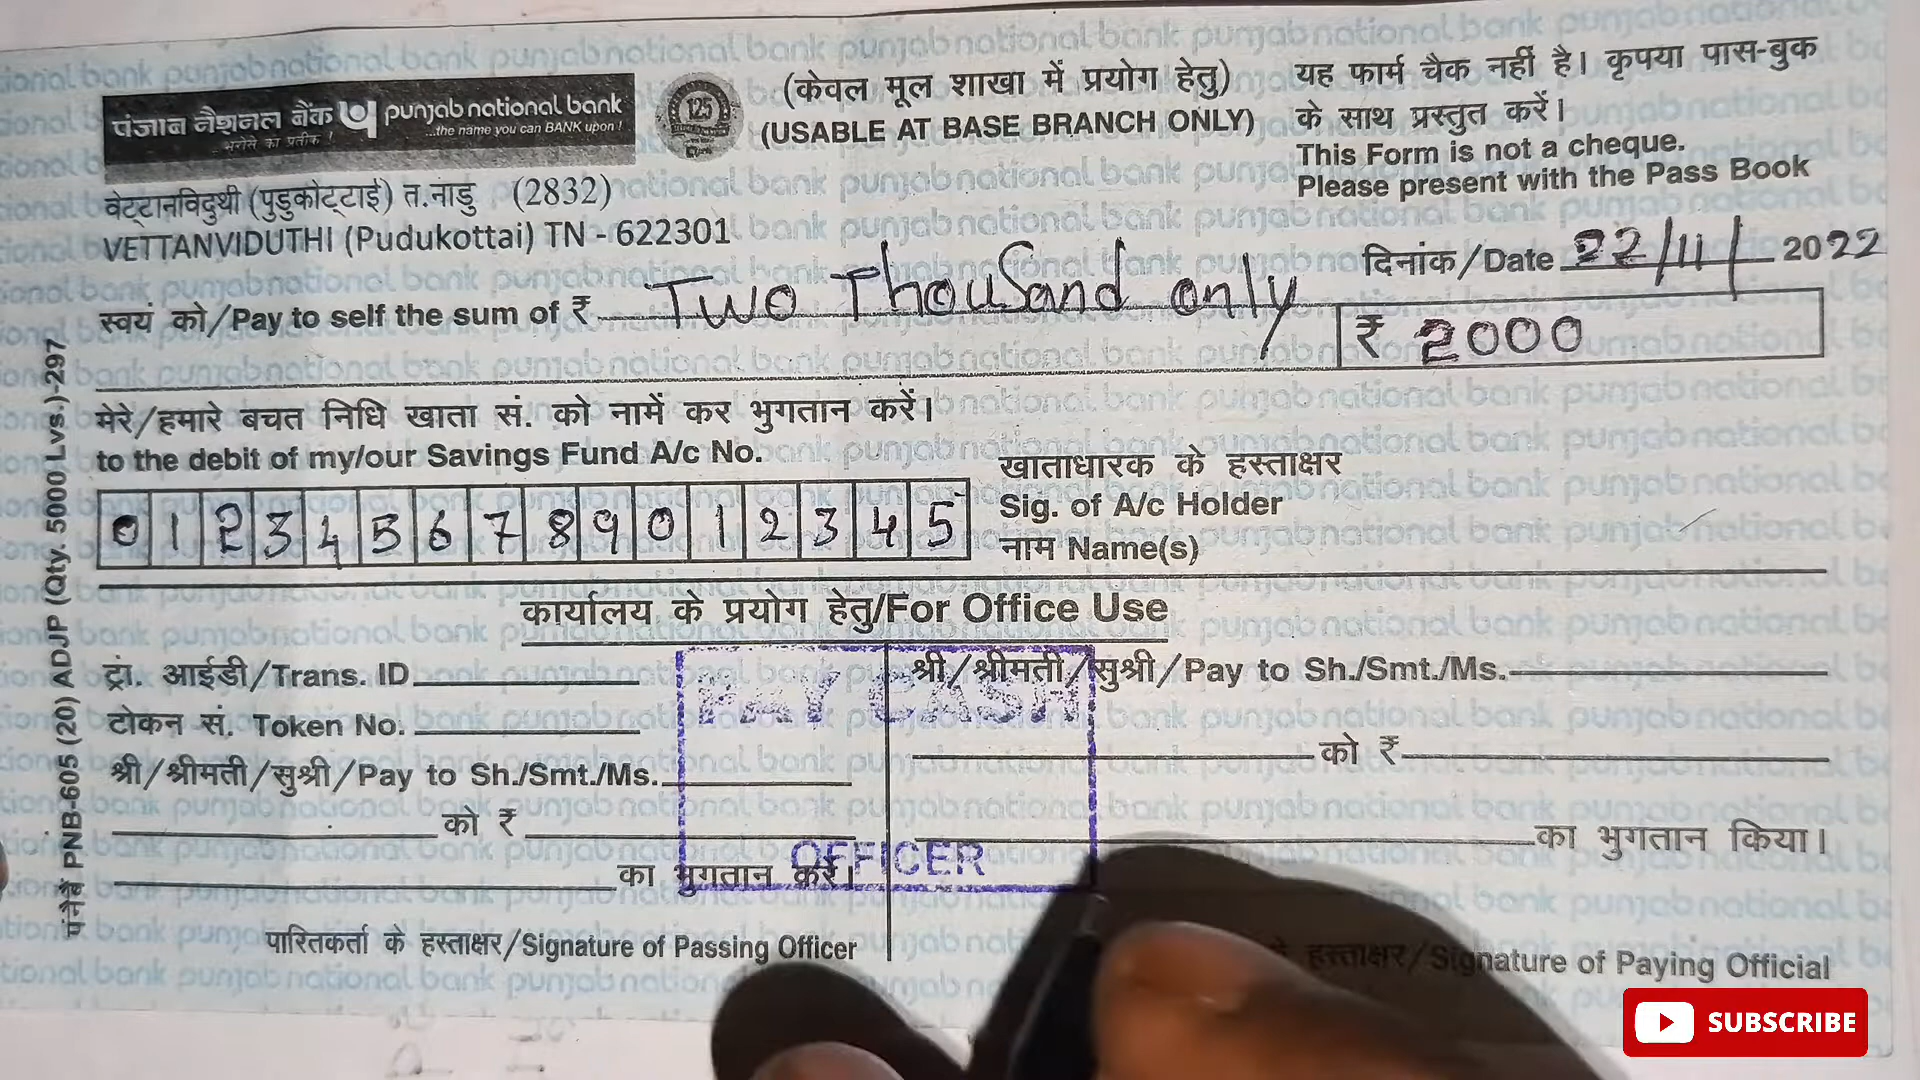 पंजाब नैशनल बैंक punjab national bank
...the name you can BANK upon !
125
(केवल मूल शाखा में प्रयोग हेतु)
(USABLE AT BASE BRANCH ONLY)
यह फार्म चैक नहीं है। कृपया पास-बुक
के साथ प्रस्तुत करें।
This Form is not a cheque.
Please present with the Pass Book
वेट्टानविदुथी (पुडुकोट्टाई) त.नाडु (2832)
VETTANVIDUTHI (Pudukottai) TN - 622301
दिनांक/Date 22/11/ 2022
स्वयं को/Pay to self the sum of ₹ Two Thousand only
₹ 2000
मेरे/हमारे बचत निधि खाता सं. को नामें कर भुगतान करें।
to the debit of my/our Savings Fund A/c No.
0 1 2 3 4 5 6 7 8 9 0 1 2 3 4 5
खाताधारक के हस्ताक्षर
Sig. of A/c Holder
नाम Name(s)
कार्यालय के प्रयोग हेतु/For Office Use
ट्रां. आईडी/Trans. ID
टोकन सं. Token No.
श्री/श्रीमती/सुश्री/Pay to Sh./Smt./Ms.
को ₹
का भुगतान करें।
पारितकर्ता के हस्ताक्षर/Signature of Passing Officer
श्री/श्रीमती/सुश्री/Pay to Sh./Smt./Ms.
को ₹
का भुगतान किया।
हस्ताक्षर/Signature of Paying Official
PAY CASH
OFFICER
पंनैबैं PNB-605 (20) ADJP (Qty. 5000 Lvs.)-297
SUBSCRIBE